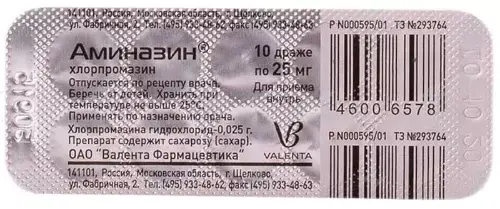 141101, Россия, Московская область, г. Щелково,
ул. Фабричная, 2. Тел. (495) 933-48-62, факс (495) 933-48-63
Аминазин®
хлорпромазин
10 драже
по 25 мг
Отпускается по рецепту врача.
Беречь от детей. Хранить при
температуре не выше 25°С.
Применять по назначению врача.
Для приёма
внутрь
Хлорпромазина гидрохлорид-0,025 г.
Препарат содержит сахарозу (сахар).
ОАО "Валента Фармацевтика"
VALENTA
141101, Россия, Московская область, г. Щелково,
ул. Фабричная, 2. Тел. (495) 933-48-62, факс (495) 933-48-63
P N000595/01 ТЗ №293764
4600 6578
P. N000595/01 ТЗ №293764